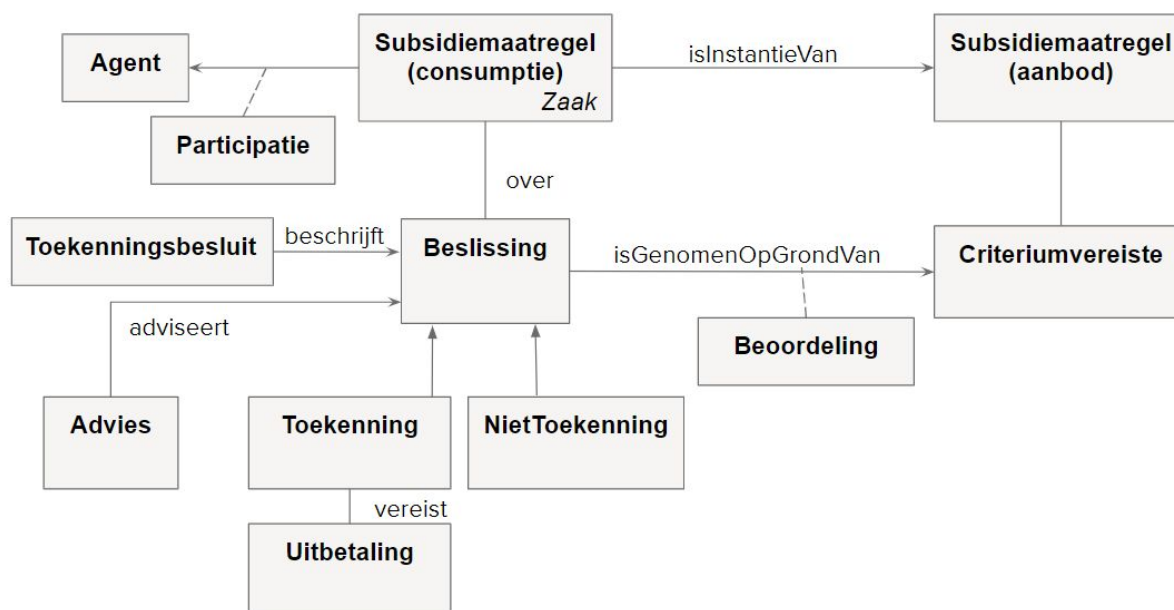 Agent
Subsidiemaatregel
(consumptie)
Zaak
isInstantieVan
Subsidiemaatregel
(aanbod)
Participatie
over
Toekenningsbesluit
beschrijft
Beslissing
isGenomenOpGrondVan
Criteriumvereiste
adviseert
Beoordeling
Advies
Toekenning
NietToekenning
vereist
Uitbetaling